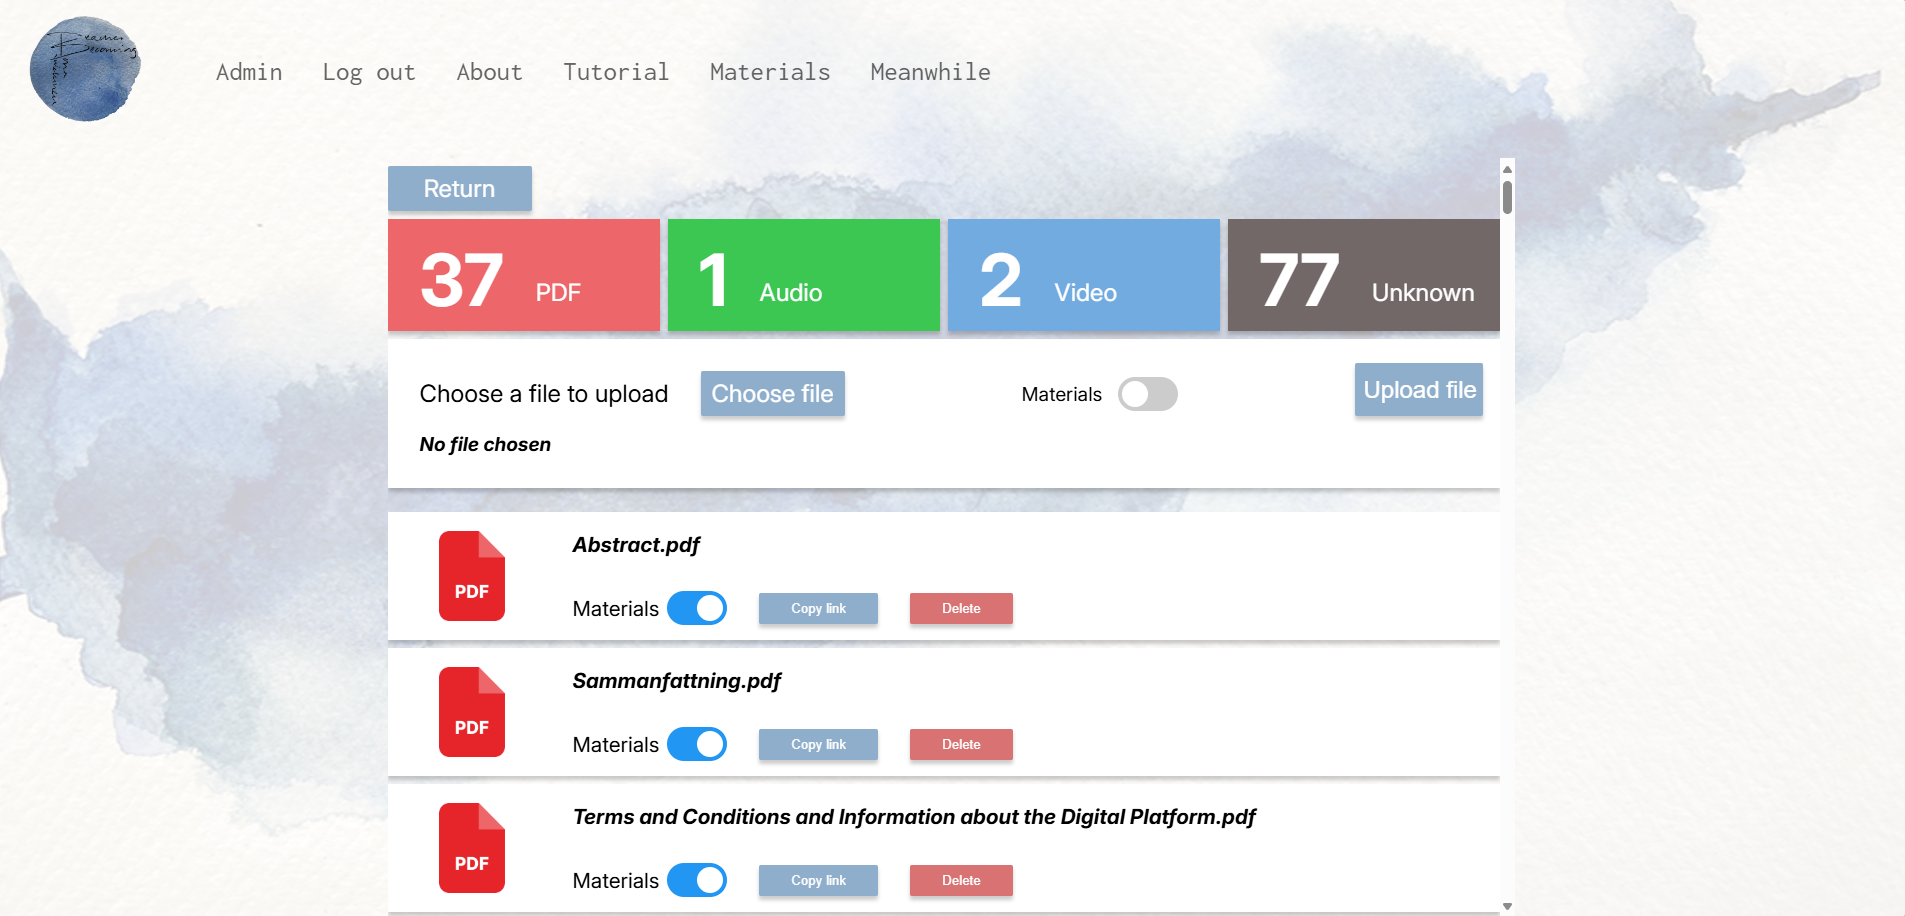 Becoming
Admin Log out About Tutorial Materials Meanwhile
Return
37 PDF 1 Audio 2 Video 77 Unknown
Choose a file to upload Choose file Materials Upload file
No file chosen
Abstract.pdf
PDF
Materials Copy link Delete
Sammanfattning.pdf
PDF
Materials Copy link Delete
Terms and Conditions and Information about the Digital Platform.pdf
PDF
Materials Copy link Delete